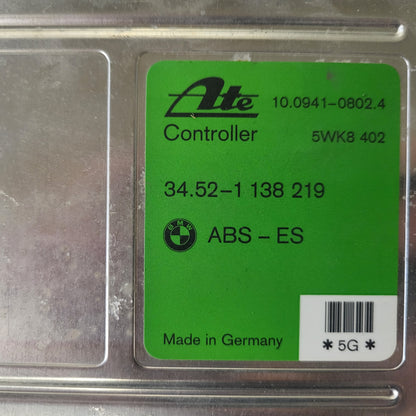 Ate 10.0941-0802.4
Controller 5WK8 402
34.52-1 138 219
BMW ABS - ES
Made in Germany
* 5G *